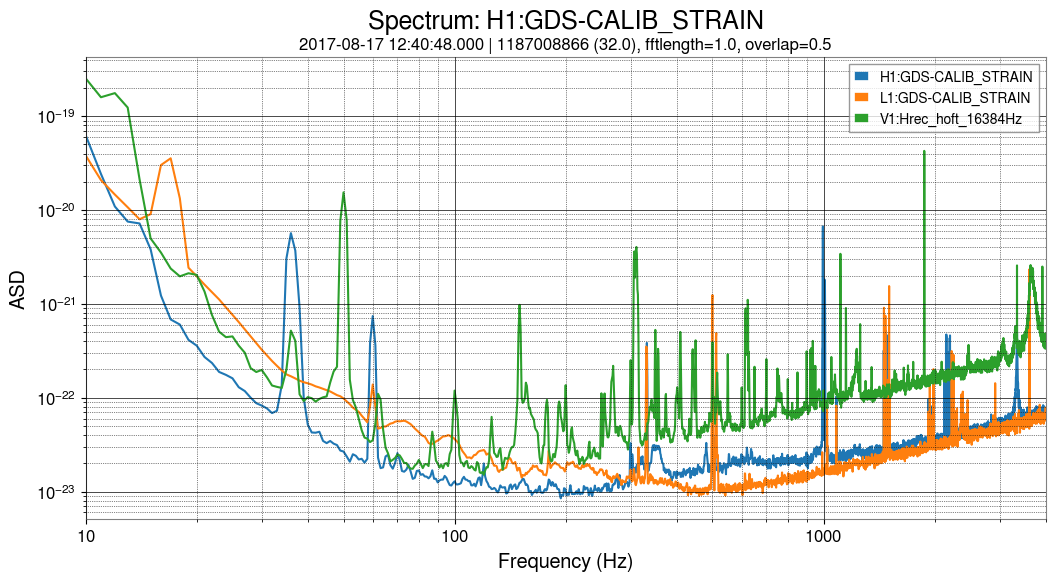 Spectrum: H1:GDS-CALIB_STRAIN
2017-08-17 12:40:48.000 | 1187008866 (32.0), fftlength=1.0, overlap=0.5
H1:GDS-CALIB_STRAIN
L1:GDS-CALIB_STRAIN
V1:Hrec_hoft_16384Hz
ASD
10⁻¹⁹
10⁻²⁰
10⁻²¹
10⁻²²
10⁻²³
10 100 1000
Frequency (Hz)